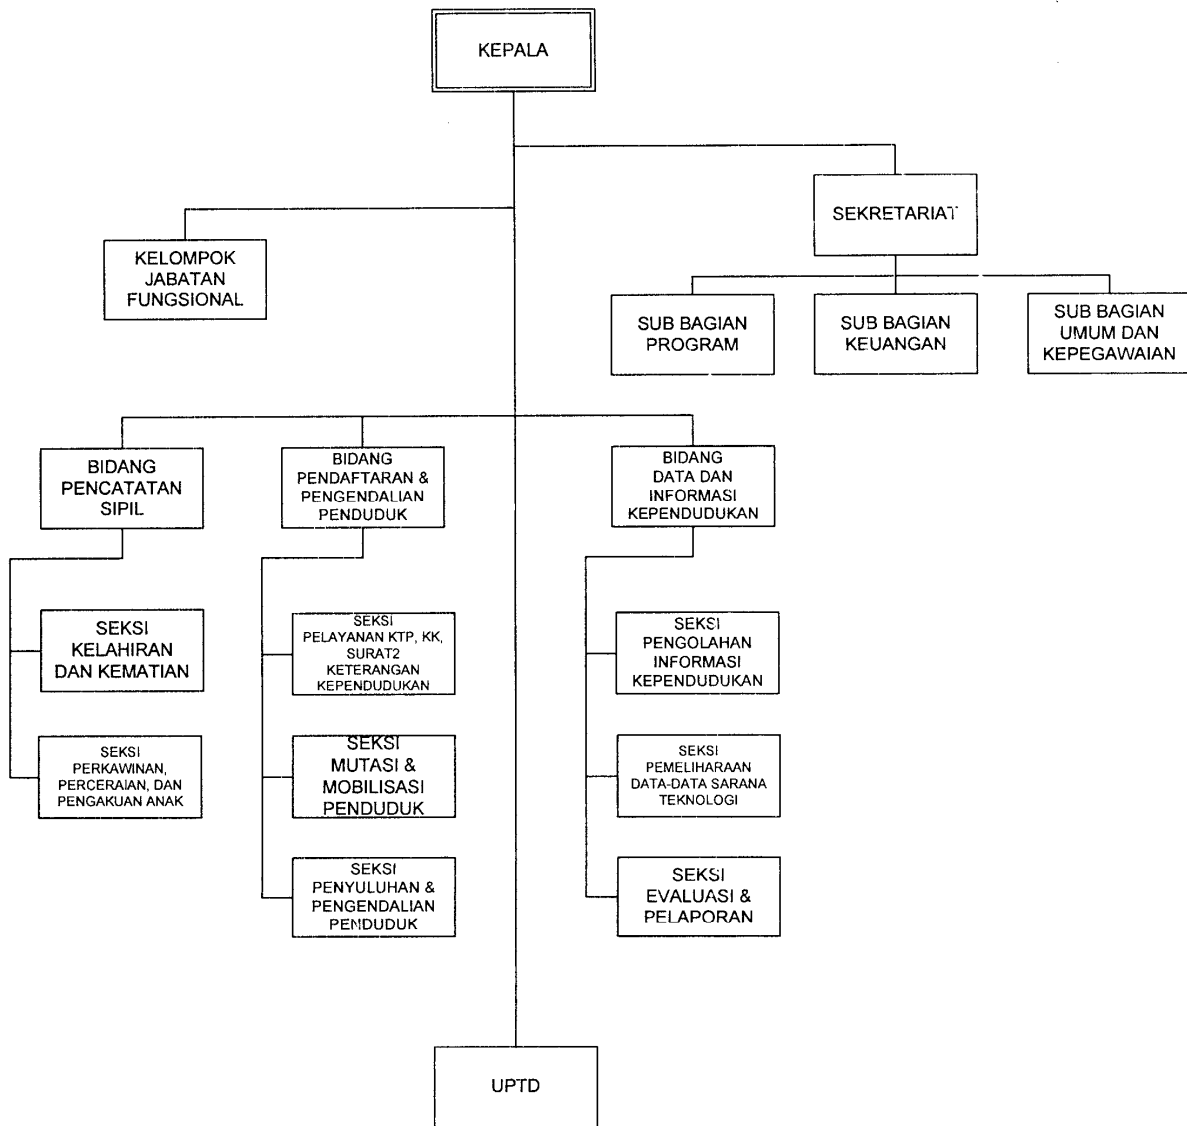 KEPALA
SEKRETARIAT
KELOMPOK
JABATAN
FUNGSIONAL
SUB BAGIAN
PROGRAM
SUB BAGIAN
KEUANGAN
SUB BAGIAN
UMUM DAN
KEPEGAWAIAN
BIDANG
PENCATATAN
SIPIL
BIDANG
PENDAFTARAN &
PENGENDALIAN
PENDUDUK
BIDANG
DATA DAN
INFORMASI
KEPENDUDUKAN
SEKSI
KELAHIRAN
DAN KEMATIAN
SEKSI
PELAYANAN KTP, KK,
SURAT2
KETERANGAN
KEPENDUDUKAN
SEKSI
PENGOLAHAN
INFORMASI
KEPENDUDUKAN
SEKSI
PERKAWINAN,
PERCERAIAN, DAN
PENGAKUAN ANAK
SEKSI
MUTASI &
MOBILISASI
PENDUDUK
SEKSI
PEMELIHARAAN
DATA-DATA SARANA
TEKNOLOGI
SEKSI
PENYULUHAN &
PENGENDALIAN
PENDUDUK
SEKSI
EVALUASI &
PELAPORAN
UPTD